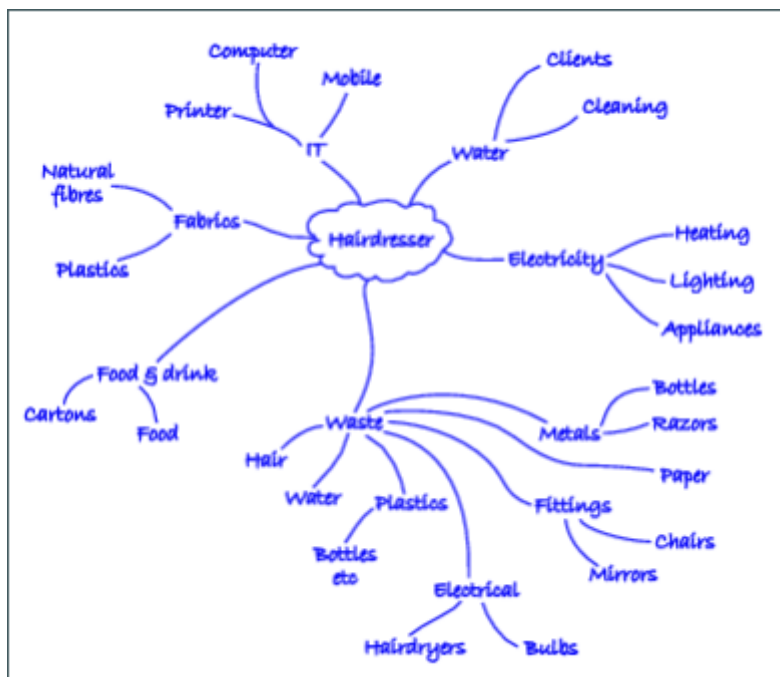 Computer
Mobile
Printer
IT
Clients
Cleaning
Water
Natural
fibres
Fabrics
Plastics
Hairdresser
Electricity
Heating
Lighting
Appliances
Food & drink
Cartons
Food
Waste
Hair
Water
Plastics
Bottles
etc
Metals
Bottles
Razors
Paper
Fittings
Chairs
Mirrors
Electrical
Hairdryers
Bulbs